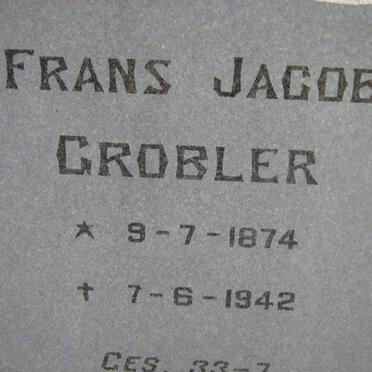 FRANS JACOB
GROBLER
* 9-7-1874
† 7-6-1942
GES. 33-7